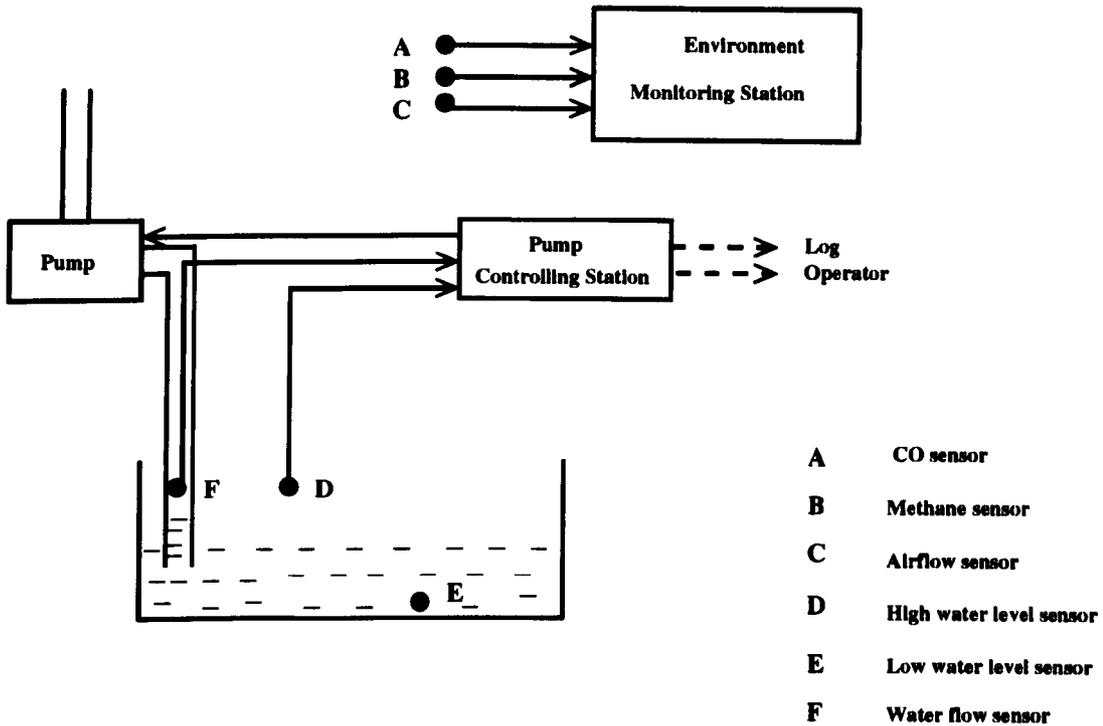 A
B
C
Environment
Monitoring Station
Pump
Pump
Controlling Station
Log
Operator
F
D
E
A CO sensor
B Methane sensor
C Airflow sensor
D High water level sensor
E Low water level sensor
F Water flow sensor